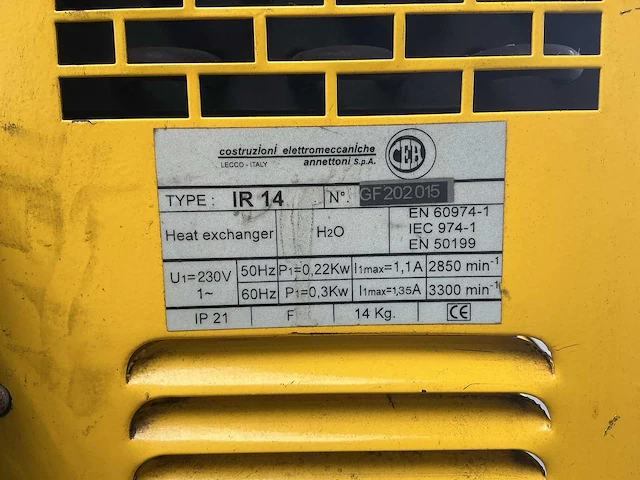 costruzioni elettromeccaniche
LECCO - ITALY annettoni S.p.A.
CEA
TYPE : IR 14 N°. GF202015
Heat exchanger H2O
EN 60974-1
IEC 974-1
EN 50199
U1=230V
1~
50Hz P1=0,22Kw I1max=1,1A 2850 min-1
60Hz P1=0,3Kw I1max=1,35A 3300 min-1
IP 21 F 14 Kg. CE